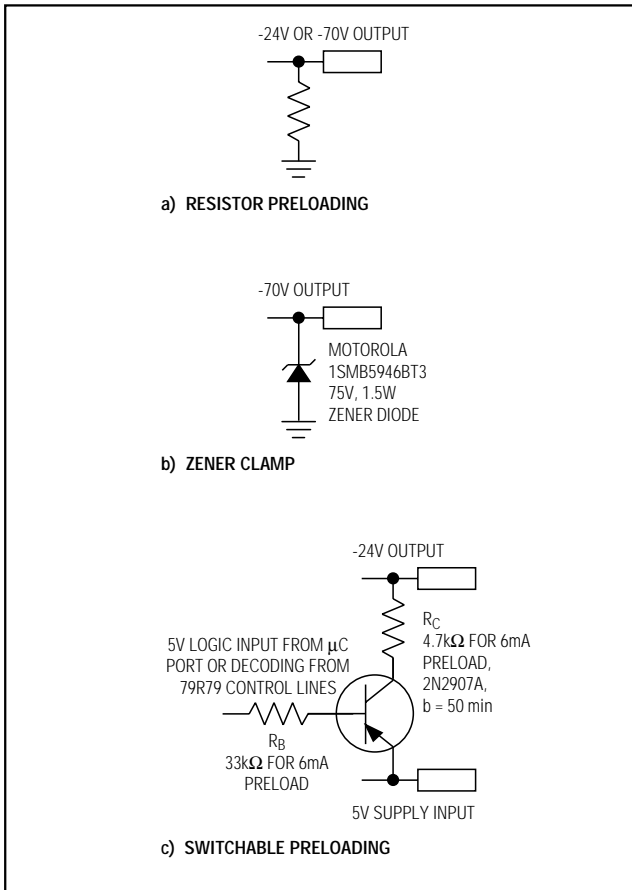 -24V OR -70V OUTPUT
a) RESISTOR PRELOADING
-70V OUTPUT
MOTOROLA
1SMB5946BT3
75V, 1.5W
ZENER DIODE
b) ZENER CLAMP
-24V OUTPUT
RC
4.7kΩ FOR 6mA
PRELOAD,
2N2907A,
b = 50 min
5V LOGIC INPUT FROM µC
PORT OR DECODING FROM
79R79 CONTROL LINES
RB
33kΩ FOR 6mA
PRELOAD
5V SUPPLY INPUT
c) SWITCHABLE PRELOADING